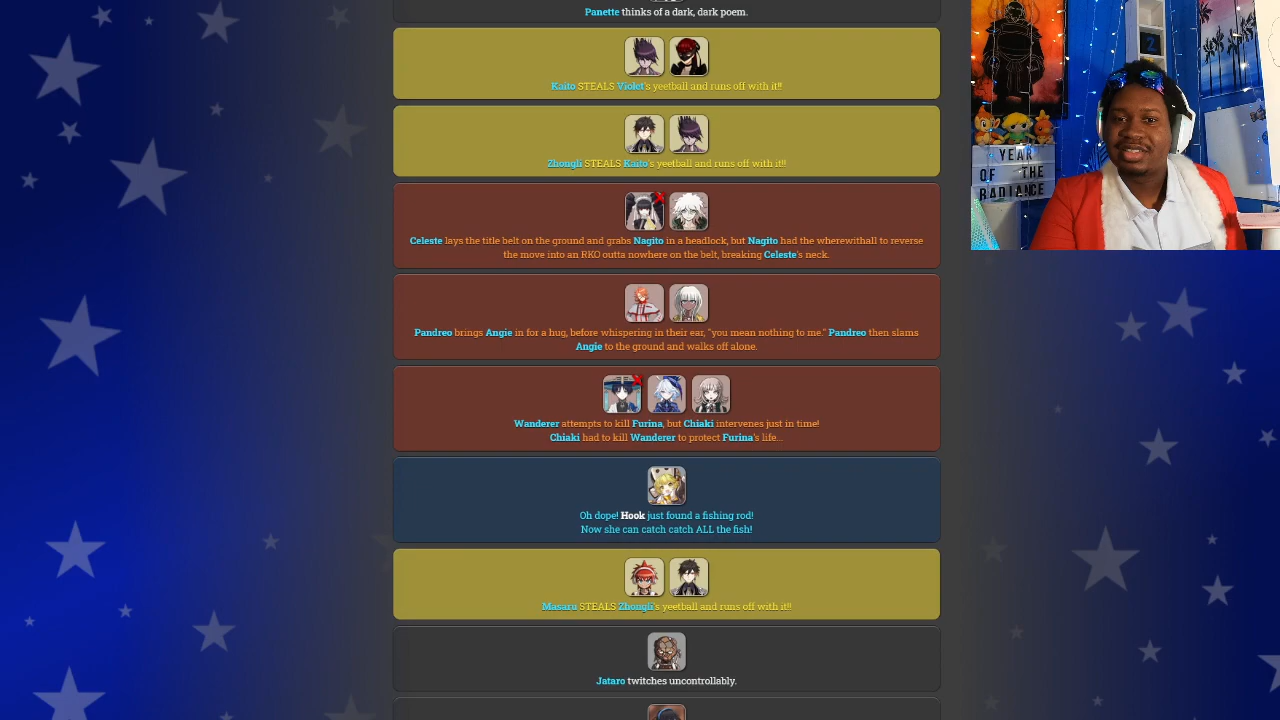 Panette thinks of a dark, dark poem.
Kaito STEALS Violet's yeetball and runs off with it!!
Zhongli STEALS Kaito's yeetball and runs off with it!!
Celeste lays the title belt on the ground and grabs Nagito in a headlock, but Nagito had the wherewithall to reverse
the move into an RKO outta nowhere on the belt, breaking Celeste's neck.
Pandreo brings Angie in for a hug, before whispering in their ear, "you mean nothing to me." Pandreo then slams
Angie to the ground and walks off alone.
Wanderer attempts to kill Furina, but Chiaki intervenes just in time!
Chiaki had to kill Wanderer to protect Furina's life...
Oh dope! Hook just found a fishing rod!
Now she can catch catch ALL the fish!
Masaru STEALS Zhongli's yeetball and runs off with it!!
Jataro twitches uncontrollably.
2
YEAR
OF THE
RADIANCE